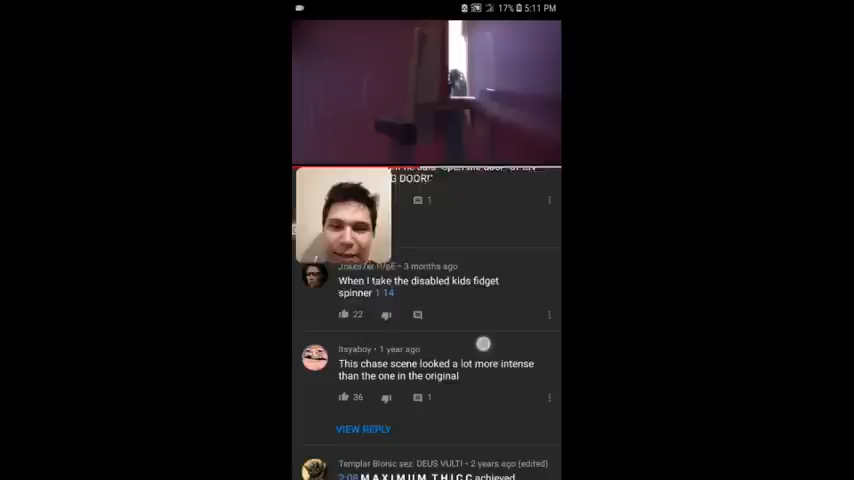 17% 5:11 PM
G DOOR!"
1
3 months ago
When I take the disabled kids fidget
spinner 1:14
22
Itsyaboy • 1 year ago
This chase scene looked a lot more intense
than the one in the original
36 1
VIEW REPLY
Templar Blonic sez: DEUS VULT! • 2 years ago (edited)
2:08 MAXIMUM THICC achieved